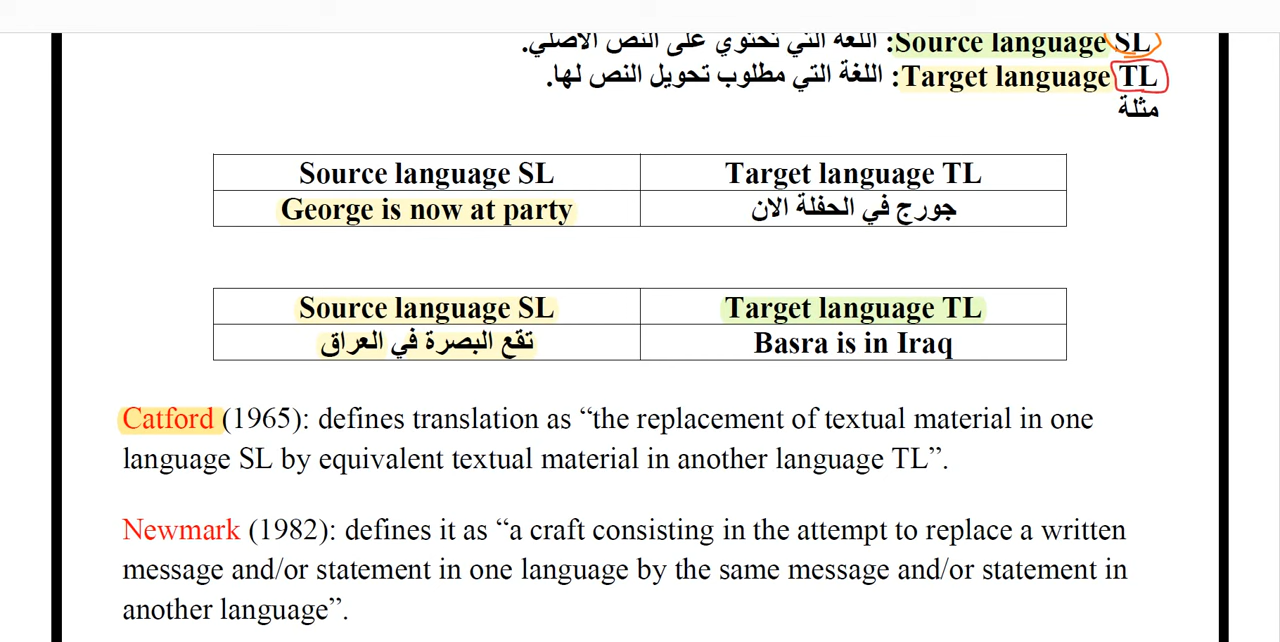 Source language SL: اللغة التي تحتوي على النص الاصلي.
Target language TL: اللغة التي مطلوب تحويل النص لها.
مثلة
Source language SL Target language TL
George is now at party جورج في الحفلة الان
Source language SL Target language TL
تقع البصرة في العراق Basra is in Iraq
Catford (1965): defines translation as “the replacement of textual material in one
language SL by equivalent textual material in another language TL”.
Newmark (1982): defines it as “a craft consisting in the attempt to replace a written
message and/or statement in one language by the same message and/or statement in
another language”.